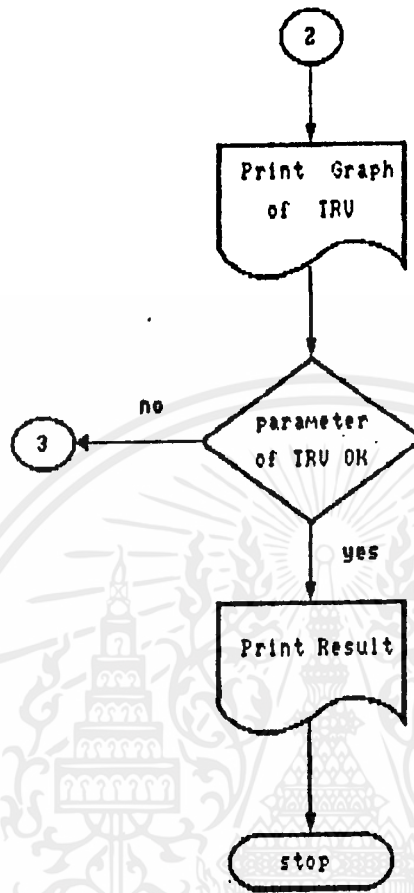 2
Print Graph
of TRV
no
3
parameter
of TRV OK
yes
Print Result
stop